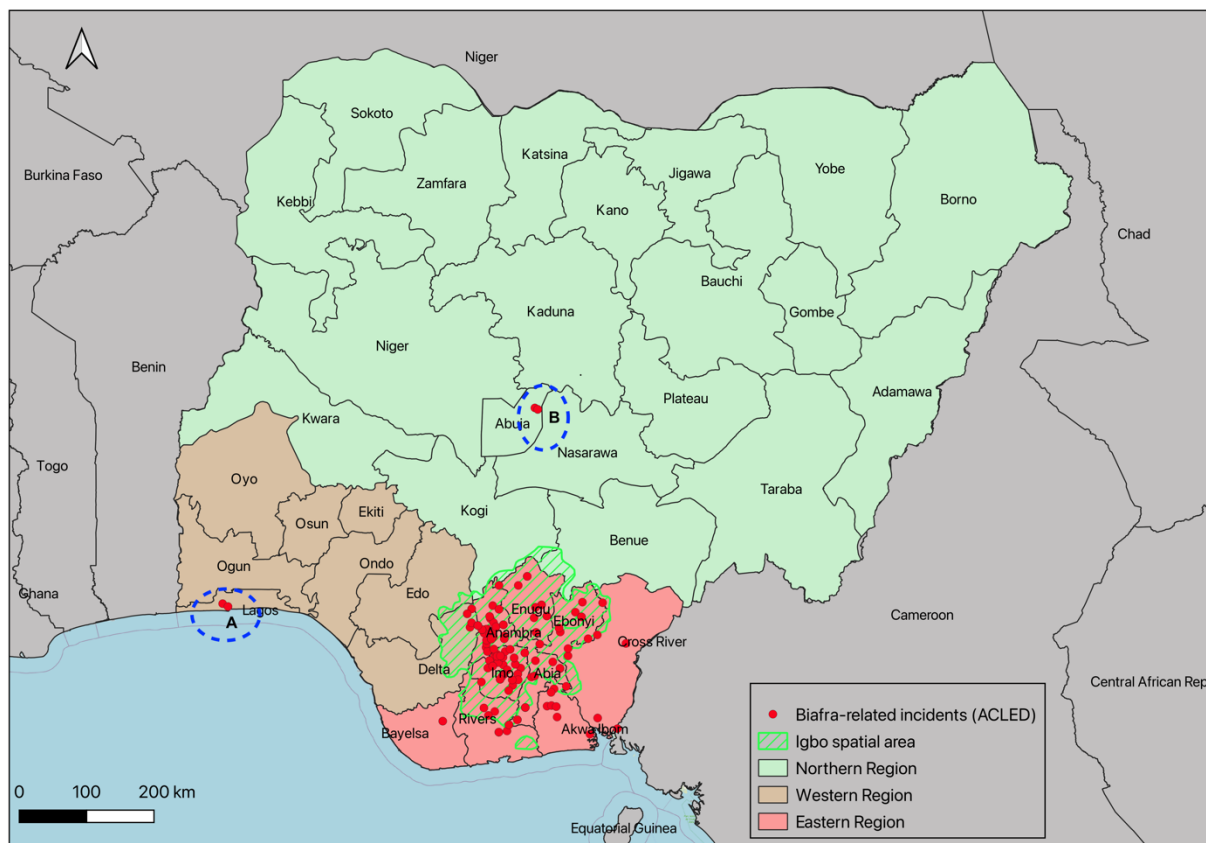 Niger
Sokoto
Katsina
Jigawa
Yobe
Burkina Faso
Zamfara
Kebbi
Kano
Borno
Chad
Bauchi
Gombe
Kaduna
Niger
Benin
Adamawa
Plateau
Kwara
Abuja
B
Nasarawa
Togo
Oyo
Taraba
Kogi
Ekiti
Osun
Benue
Ogun
Ondo
Edo
Ghana
Lagos
A
Enugu
Ebonyi
Anambra
Cross River
Cameroon
Delta
Imo
Abia
Central African Rep
Rivers
Bayelsa
Akwa Ibom
Biafra-related incidents (ACLED)
Igbo spatial area
Northern Region
Western Region
Eastern Region
0 100 200 km
Equatorial Guinea